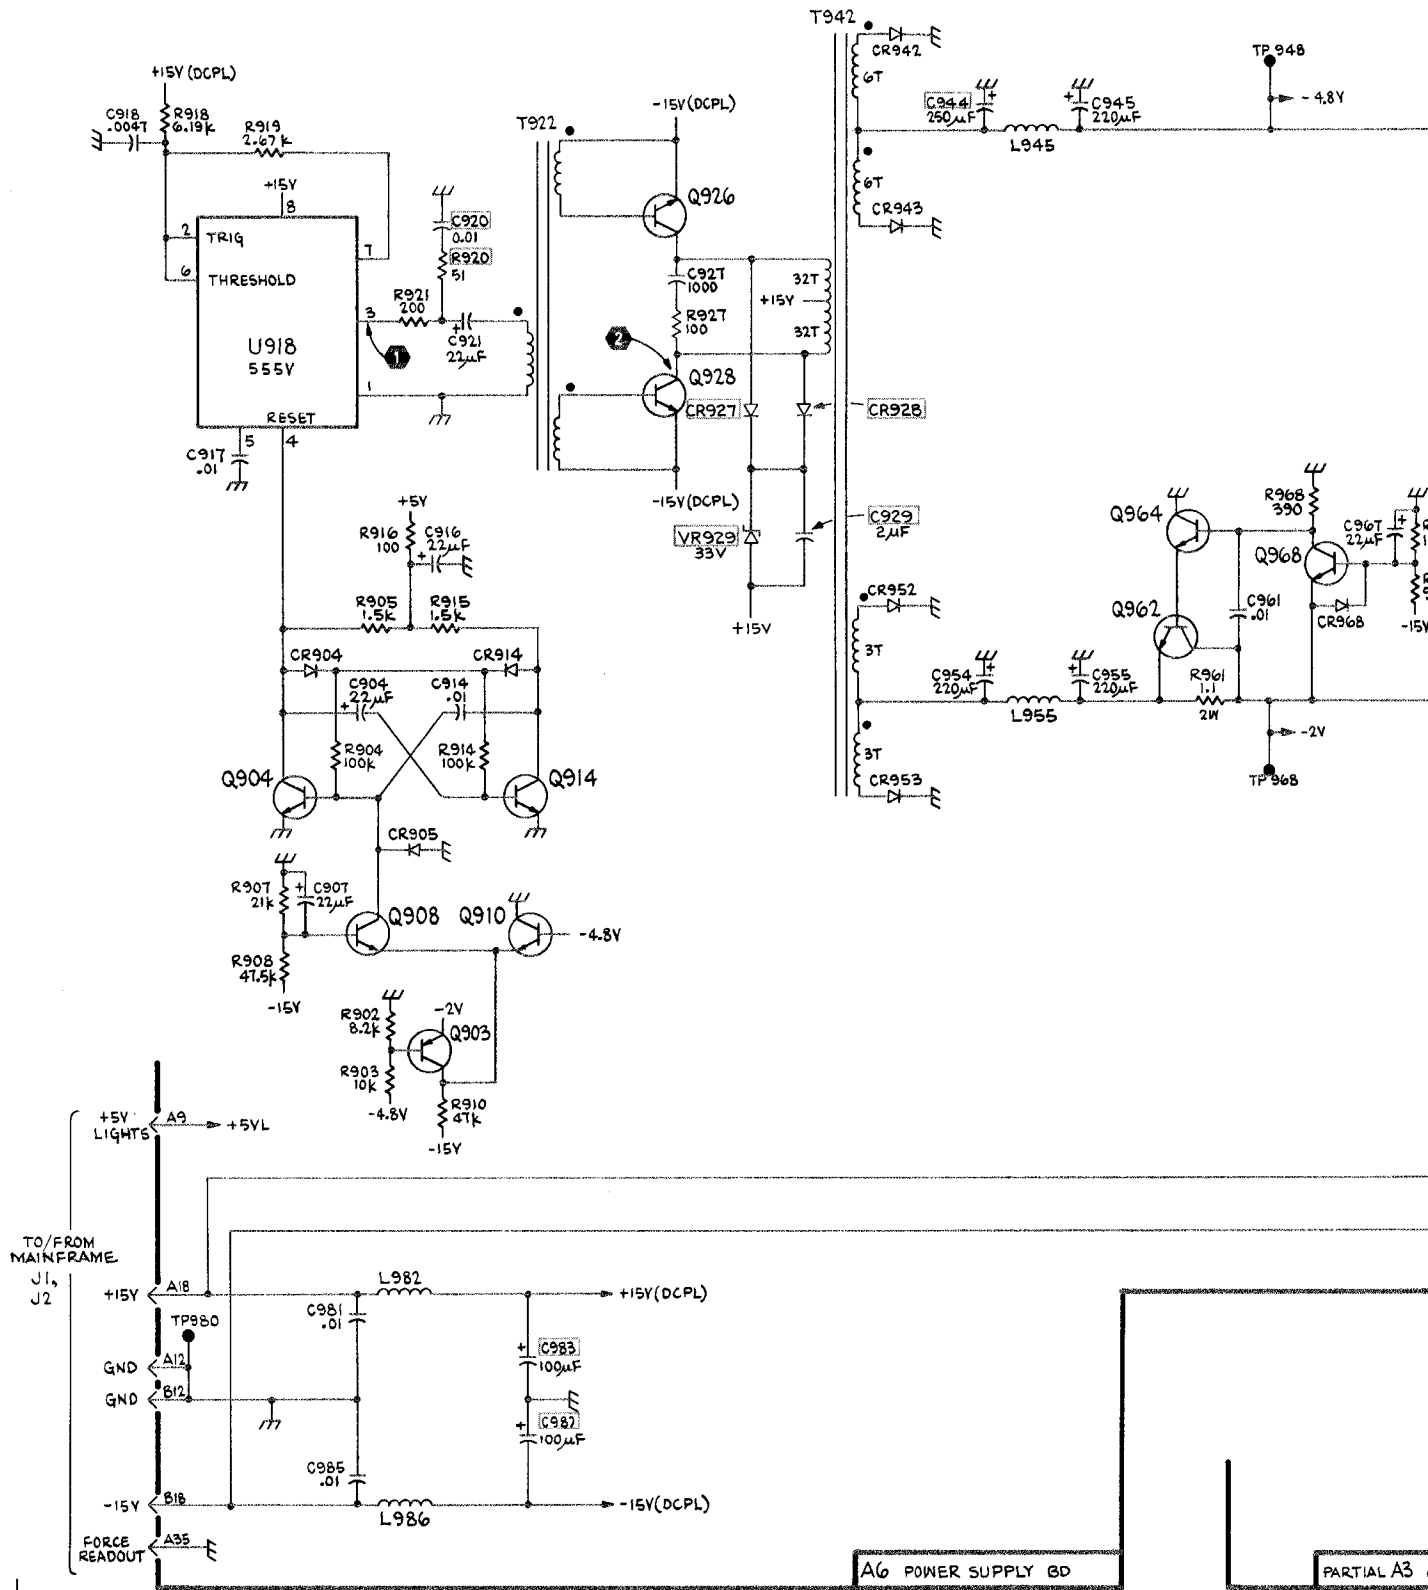 T942
CR942
6T
TP 948
-4.8V
C944
250µF
C945
220µF
L945
6T
CR943
+15V (DCPL)
C918
.0047
R918
6.19k
R919
2.67k
+15V
8
2
TRIG
7
6
THRESHOLD
3
U918
555V
1
RESET
5
4
C917
.01
C920
0.01
R920
51
R921
200
C921
22µF
1
T922
-15V (DCPL)
Q926
C927
1000
32T
+15V
R927
100
32T
2
Q928
CR927
CR928
-15V (DCPL)
VR929
33V
C929
2µF
+15V
+5V
R916
100
C916
22µF
R905
1.5K
R915
1.5K
CR904
CR914
C904
22µF
C914
.01
R904
100K
R914
100K
Q904
Q914
CR905
R907
21k
C907
22µF
Q908
Q910
-4.8V
R908
47.5k
-15V
R902
8.2k
-2V
Q903
R903
10K
-4.8V
R910
47K
-15V
CR952
3T
C954
220µF
C955
220µF
L955
3T
CR953
Q964
Q962
C961
.01
R961
1.1
2W
R968
390
Q968
C967
22µF
CR968
-15V
-2V
TP 968
+5V
LIGHTS
A9
+5VL
TO/FROM
MAINFRAME
J1,
J2
+15V
A18
L982
+15V (DCPL)
TP980
C981
.01
C983
100µF
GND
A12
GND
B12
C987
100µF
C985
.01
-15V
B18
L986
-15V (DCPL)
FORCE
READOUT
A35
A6 POWER SUPPLY BD
PARTIAL A3